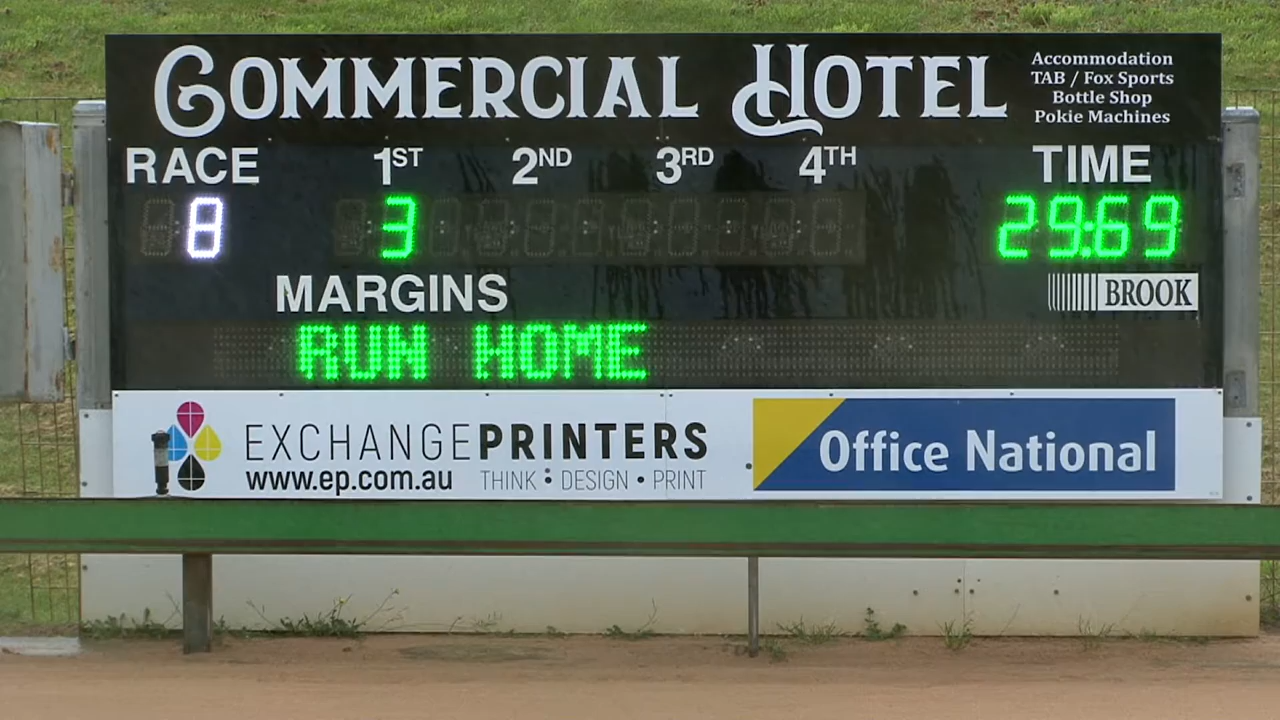 COMMERCIAL HOTEL
Accommodation
TAB / Fox Sports
Bottle Shop
Pokie Machines
RACE 1ST 2ND 3RD 4TH TIME
8 3 29:69
MARGINS
BROOK
RUN HOME
EXCHANGEPRINTERS
www.ep.com.au THINK : DESIGN • PRINT
Office National